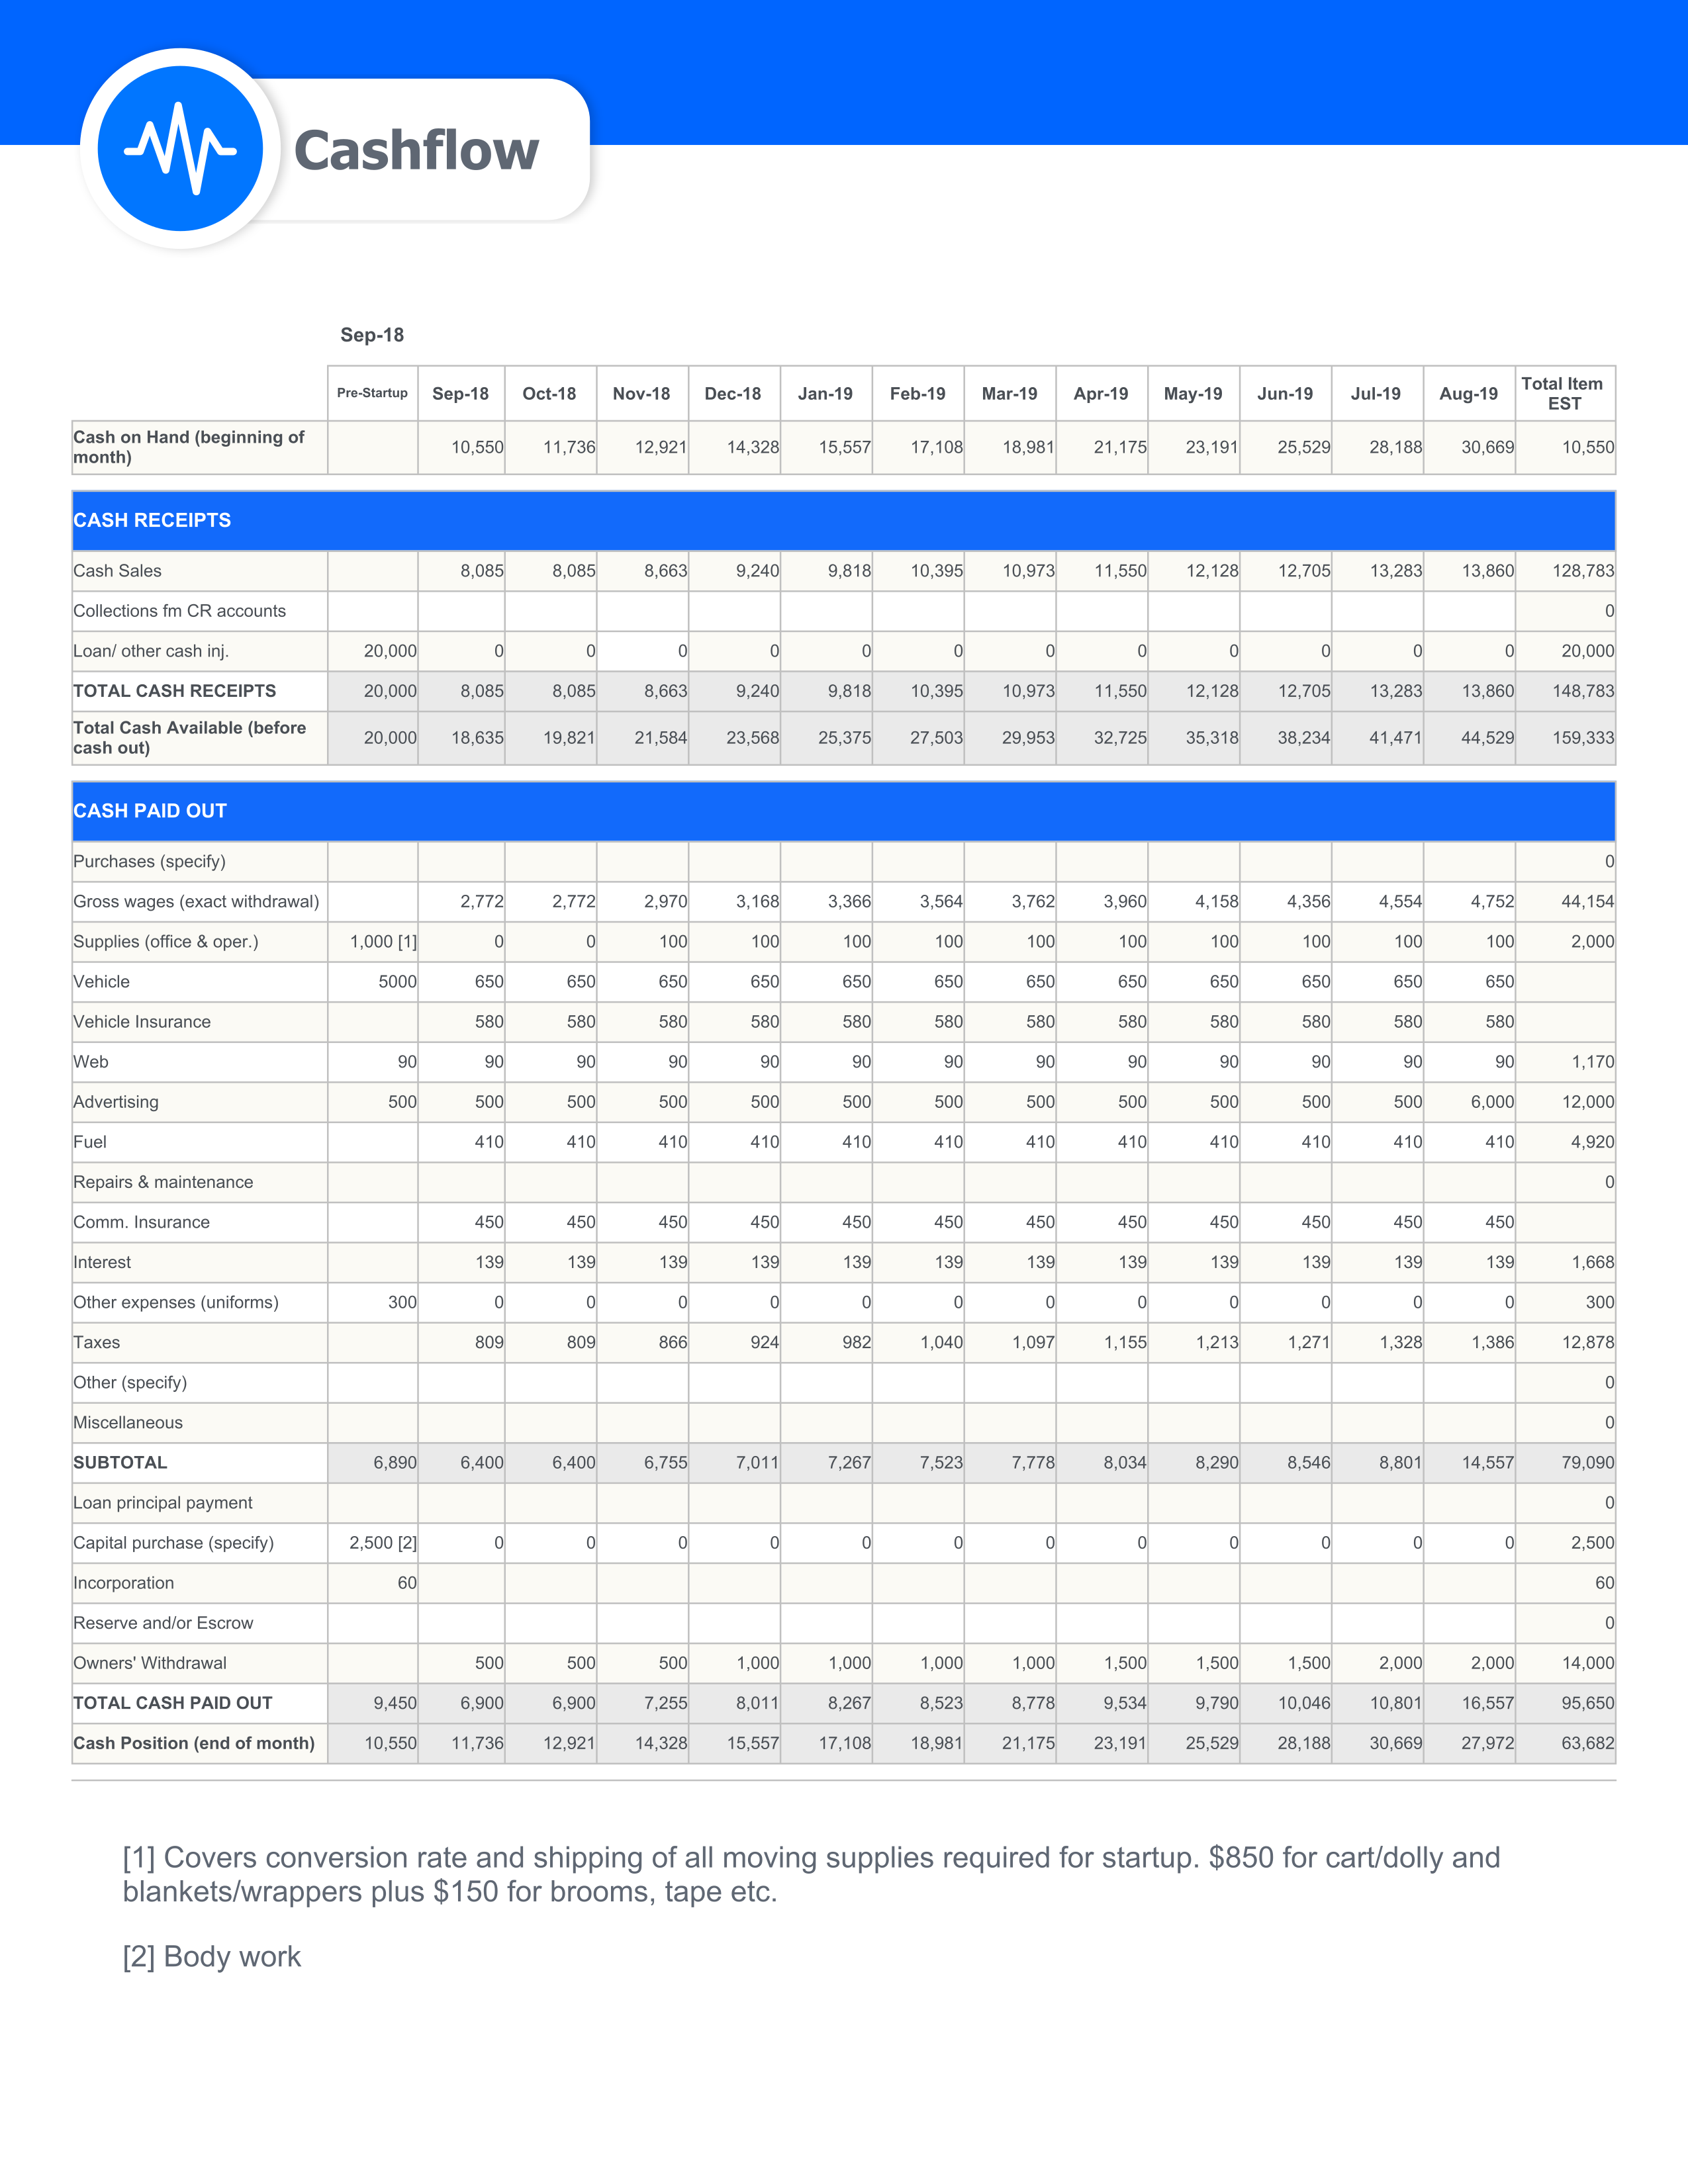 Cashflow
Sep-18
Pre-Startup Sep-18 Oct-18 Nov-18 Dec-18 Jan-19 Feb-19 Mar-19 Apr-19 May-19 Jun-19 Jul-19 Aug-19 Total Item EST
Cash on Hand (beginning of month) 10,550 11,736 12,921 14,328 15,557 17,108 18,981 21,175 23,191 25,529 28,188 30,669 10,550
CASH RECEIPTS
Cash Sales 8,085 8,085 8,663 9,240 9,818 10,395 10,973 11,550 12,128 12,705 13,283 13,860 128,783
Collections fm CR accounts 0
Loan/ other cash inj. 20,000 0 0 0 0 0 0 0 0 0 0 0 0 20,000
TOTAL CASH RECEIPTS 20,000 8,085 8,085 8,663 9,240 9,818 10,395 10,973 11,550 12,128 12,705 13,283 13,860 148,783
Total Cash Available (before cash out) 20,000 18,635 19,821 21,584 23,568 25,375 27,503 29,953 32,725 35,318 38,234 41,471 44,529 159,333
CASH PAID OUT
Purchases (specify) 0
Gross wages (exact withdrawal) 2,772 2,772 2,970 3,168 3,366 3,564 3,762 3,960 4,158 4,356 4,554 4,752 44,154
Supplies (office & oper.) 1,000 [1] 0 0 100 100 100 100 100 100 100 100 100 100 2,000
Vehicle 5000 650 650 650 650 650 650 650 650 650 650 650 650
Vehicle Insurance 580 580 580 580 580 580 580 580 580 580 580 580
Web 90 90 90 90 90 90 90 90 90 90 90 90 90 1,170
Advertising 500 500 500 500 500 500 500 500 500 500 500 500 6,000 12,000
Fuel 410 410 410 410 410 410 410 410 410 410 410 410 4,920
Repairs & maintenance 0
Comm. Insurance 450 450 450 450 450 450 450 450 450 450 450 450
Interest 139 139 139 139 139 139 139 139 139 139 139 139 1,668
Other expenses (uniforms) 300 0 0 0 0 0 0 0 0 0 0 0 0 300
Taxes 809 809 866 924 982 1,040 1,097 1,155 1,213 1,271 1,328 1,386 12,878
Other (specify) 0
Miscellaneous 0
SUBTOTAL 6,890 6,400 6,400 6,755 7,011 7,267 7,523 7,778 8,034 8,290 8,546 8,801 14,557 79,090
Loan principal payment 0
Capital purchase (specify) 2,500 [2] 0 0 0 0 0 0 0 0 0 0 0 0 2,500
Incorporation 60 60
Reserve and/or Escrow 0
Owners' Withdrawal 500 500 500 1,000 1,000 1,000 1,000 1,500 1,500 1,500 2,000 2,000 14,000
TOTAL CASH PAID OUT 9,450 6,900 6,900 7,255 8,011 8,267 8,523 8,778 9,534 9,790 10,046 10,801 16,557 95,650
Cash Position (end of month) 10,550 11,736 12,921 14,328 15,557 17,108 18,981 21,175 23,191 25,529 28,188 30,669 27,972 63,682
[1] Covers conversion rate and shipping of all moving supplies required for startup. $850 for cart/dolly and
blankets/wrappers plus $150 for brooms, tape etc.
[2] Body work